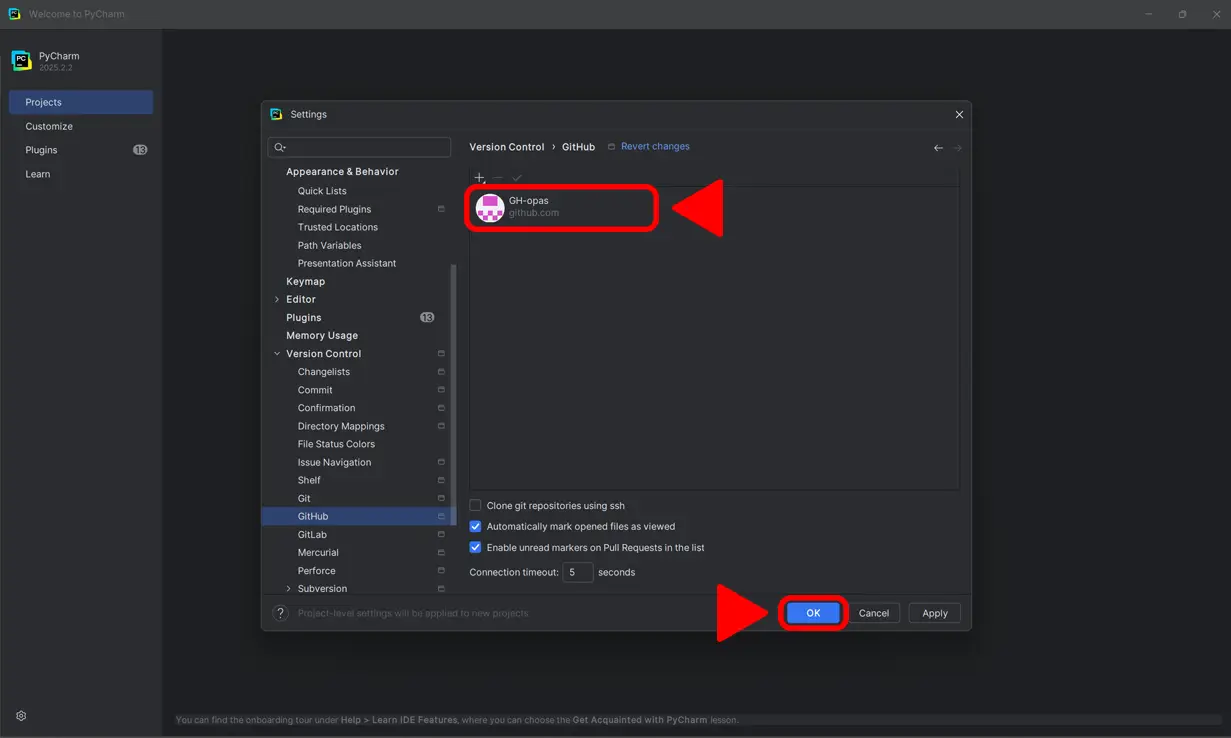 Welcome to PyCharm
PyCharm
2025.2.2
Projects
Customize
Plugins 13
Learn
Settings
Appearance & Behavior
Quick Lists
Required Plugins
Trusted Locations
Path Variables
Presentation Assistant
Keymap
Editor
Plugins 13
Memory Usage
Version Control
Changelists
Commit
Confirmation
Directory Mappings
File Status Colors
Issue Navigation
Shelf
Git
GitHub
GitLab
Mercurial
Perforce
Subversion
Version Control › GitHub Revert changes
GH-opas
github.com
Clone git repositories using ssh
Automatically mark opened files as viewed
Enable unread markers on Pull Requests in the list
Connection timeout: 5 seconds
? Project-level settings will be applied to new projects
OK Cancel Apply
You can find the onboarding tour under Help > Learn IDE Features, where you can choose the Get Acquainted with PyCharm lesson.